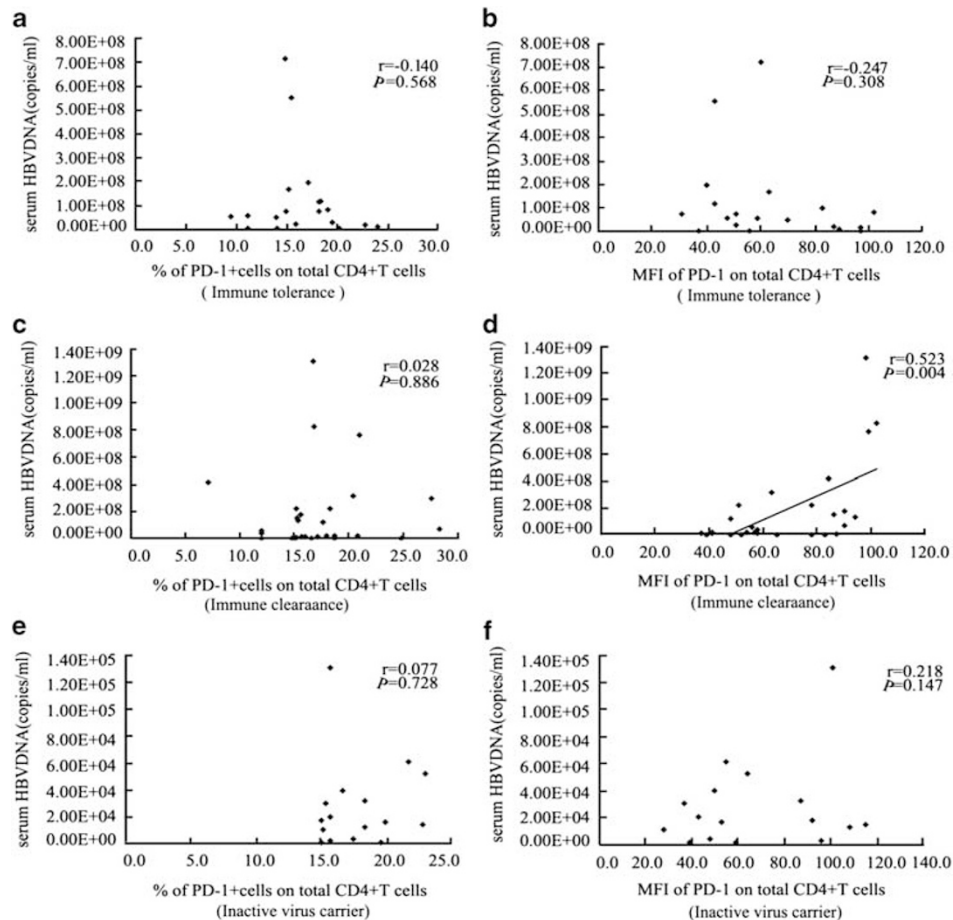 a
serum HBVDNA(copies/ml)
8.00E+08
7.00E+08
6.00E+08
5.00E+08
4.00E+08
3.00E+08
2.00E+08
1.00E+08
0.00E+00
r=-0.140
P=0.568
0.0 5.0 10.0 15.0 20.0 25.0 30.0
% of PD-1+cells on total CD4+T cells
( Immune tolerance )
b
serum HBVDNA(copies/ml)
8.00E+08
7.00E+08
6.00E+08
5.00E+08
4.00E+08
3.00E+08
2.00E+08
1.00E+08
0.00E+00
r=-0.247
P=0.308
0.0 20.0 40.0 60.0 80.0 100.0 120.0
MFI of PD-1 on total CD4+T cells
( Immune tolerance )
c
serum HBVDNA(copies/ml)
1.40E+09
1.20E+09
1.00E+09
8.00E+08
6.00E+08
4.00E+08
2.00E+08
0.00E+00
r=0.028
P=0.886
0.0 5.0 10.0 15.0 20.0 25.0 30.0
% of PD-1+cells on total CD4+T cells
(Immune clearaance)
d
serum HBVDNA(copies/ml)
1.40E+09
1.20E+09
1.00E+09
8.00E+08
6.00E+08
4.00E+08
2.00E+08
0.00E+00
r=0.523
P=0.004
0.0 20.0 40.0 60.0 80.0 100.0 120.0
MFI of PD-1 on total CD4+T cells
(Immune clearaance)
e
serum HBVDNA(copies/ml)
1.40E+05
1.20E+05
1.00E+05
8.00E+04
6.00E+04
4.00E+04
2.00E+04
0.00E+00
r=0.077
P=0.728
0.0 5.0 10.0 15.0 20.0 25.0
% of PD-1+cells on total CD4+T cells
(Inactive virus carrier)
f
serum HBVDNA(copies/ml)
1.40E+05
1.20E+05
1.00E+05
8.00E+04
6.00E+04
4.00E+04
2.00E+04
0.00E+00
r=0.218
P=0.147
0.0 20.0 40.0 60.0 80.0 100.0 120.0 140.0
MFI of PD-1 on total CD4+T cells
(Inactive virus carrier)